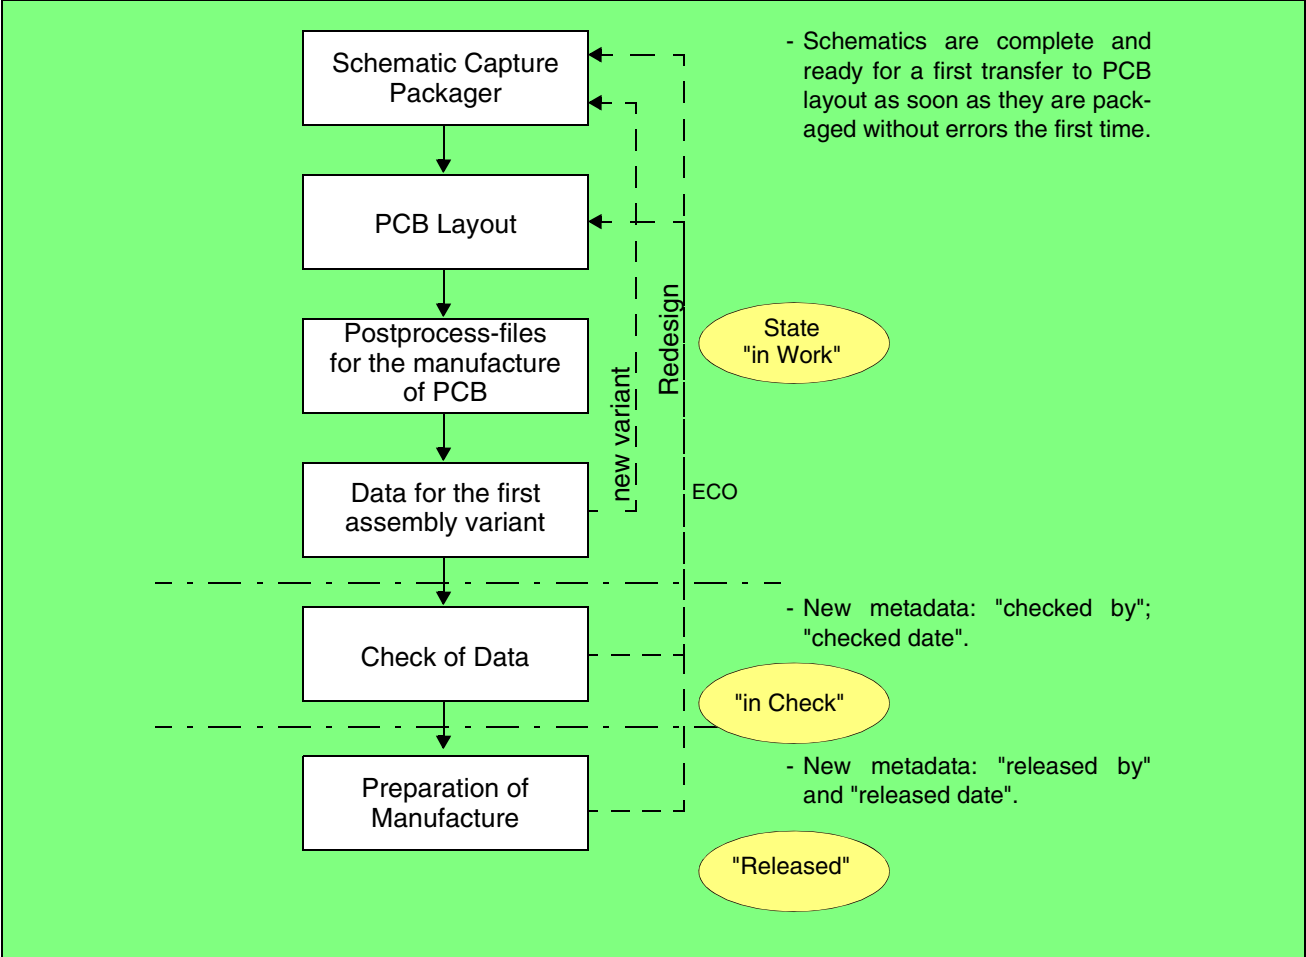 Schematic Capture
Packager
- Schematics are complete and
ready for a first transfer to PCB
layout as soon as they are pack-
aged without errors the first time.
PCB Layout
Postprocess-files
for the manufacture
of PCB
new variant
Redesign
State
"in Work"
Data for the first
assembly variant
ECO
Check of Data
- New metadata: "checked by";
"checked date".
"in Check"
Preparation of
Manufacture
- New metadata: "released by"
and "released date".
"Released"